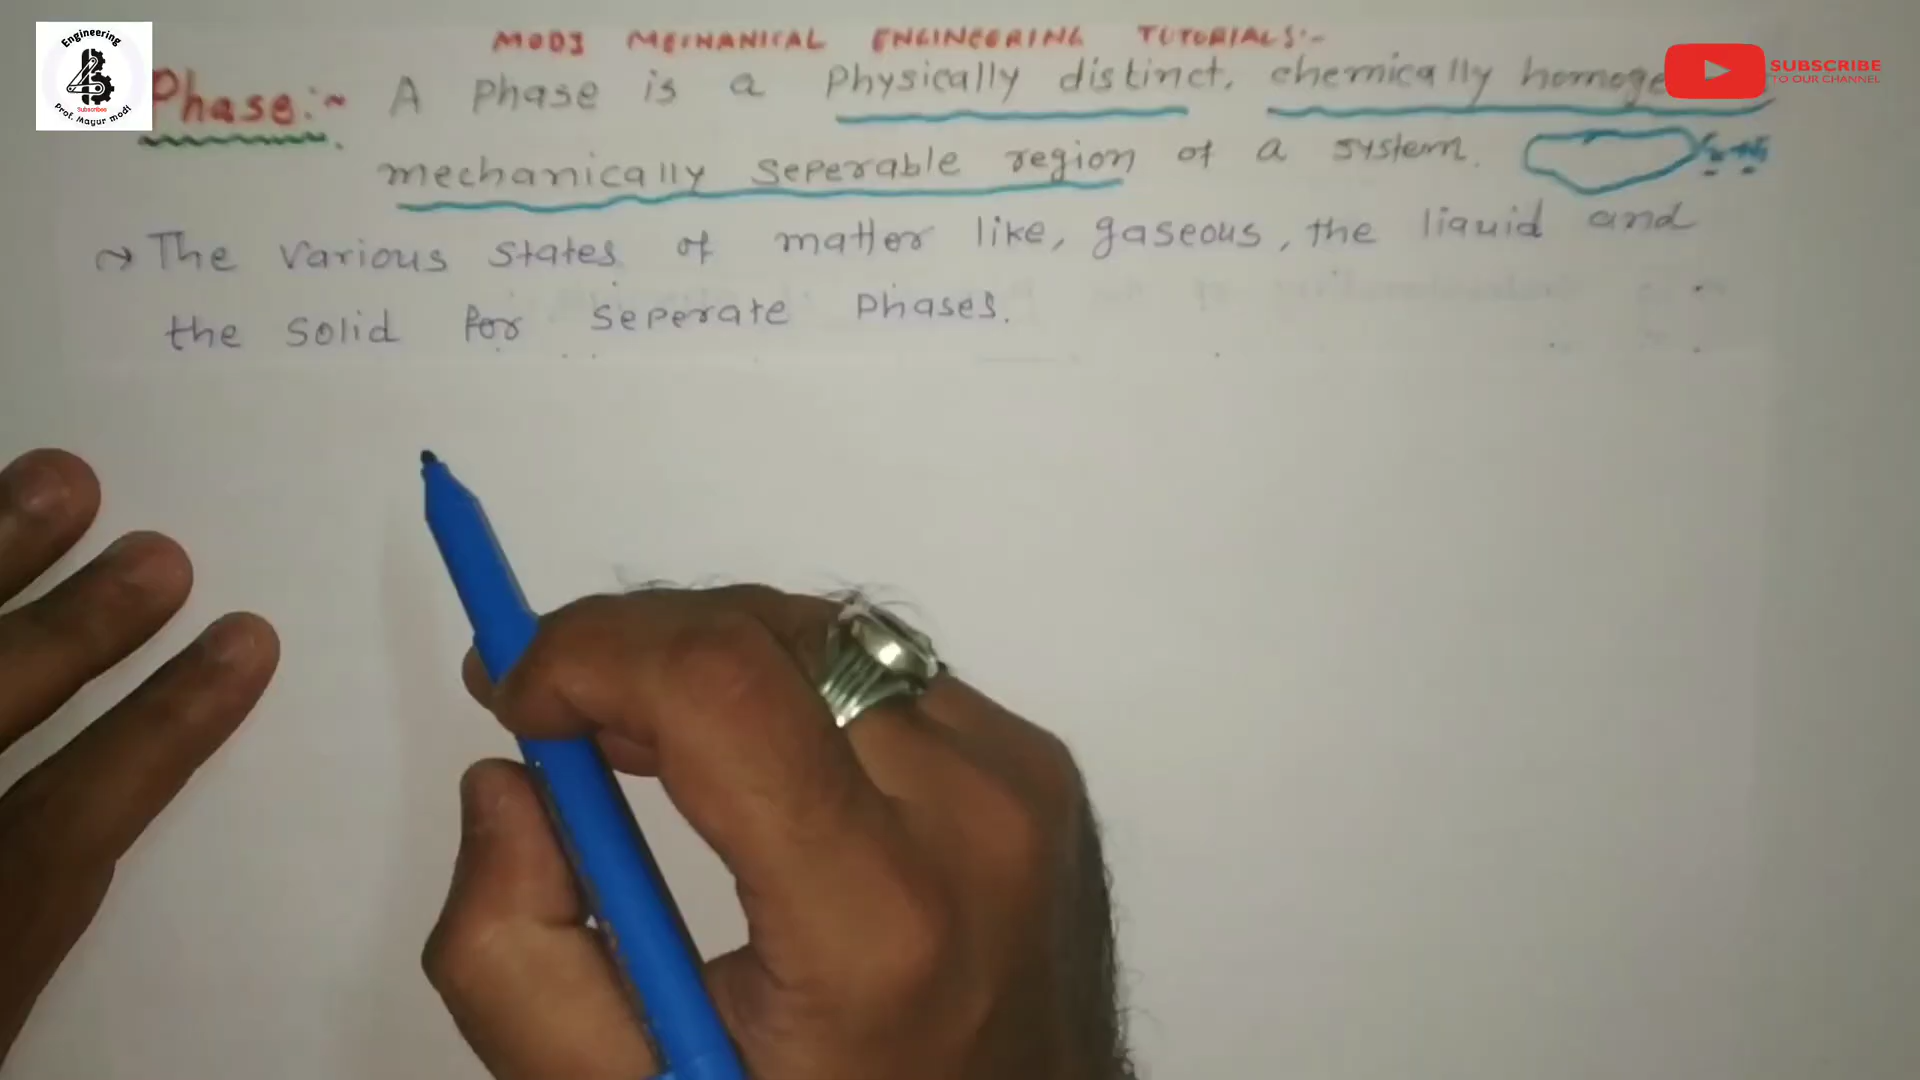 MODI MECHANICAL ENGINEERING TUTORIALS:-
Engineering
Subscribes
Prof. Mayur modi
SUBSCRIBE
TO OUR CHANNEL
Phase:~ A phase is a physically distinct, chemically
mechanically seperable region of a system.
The various states of matter like, gaseous, the liquid and
the solid for seperate phases.